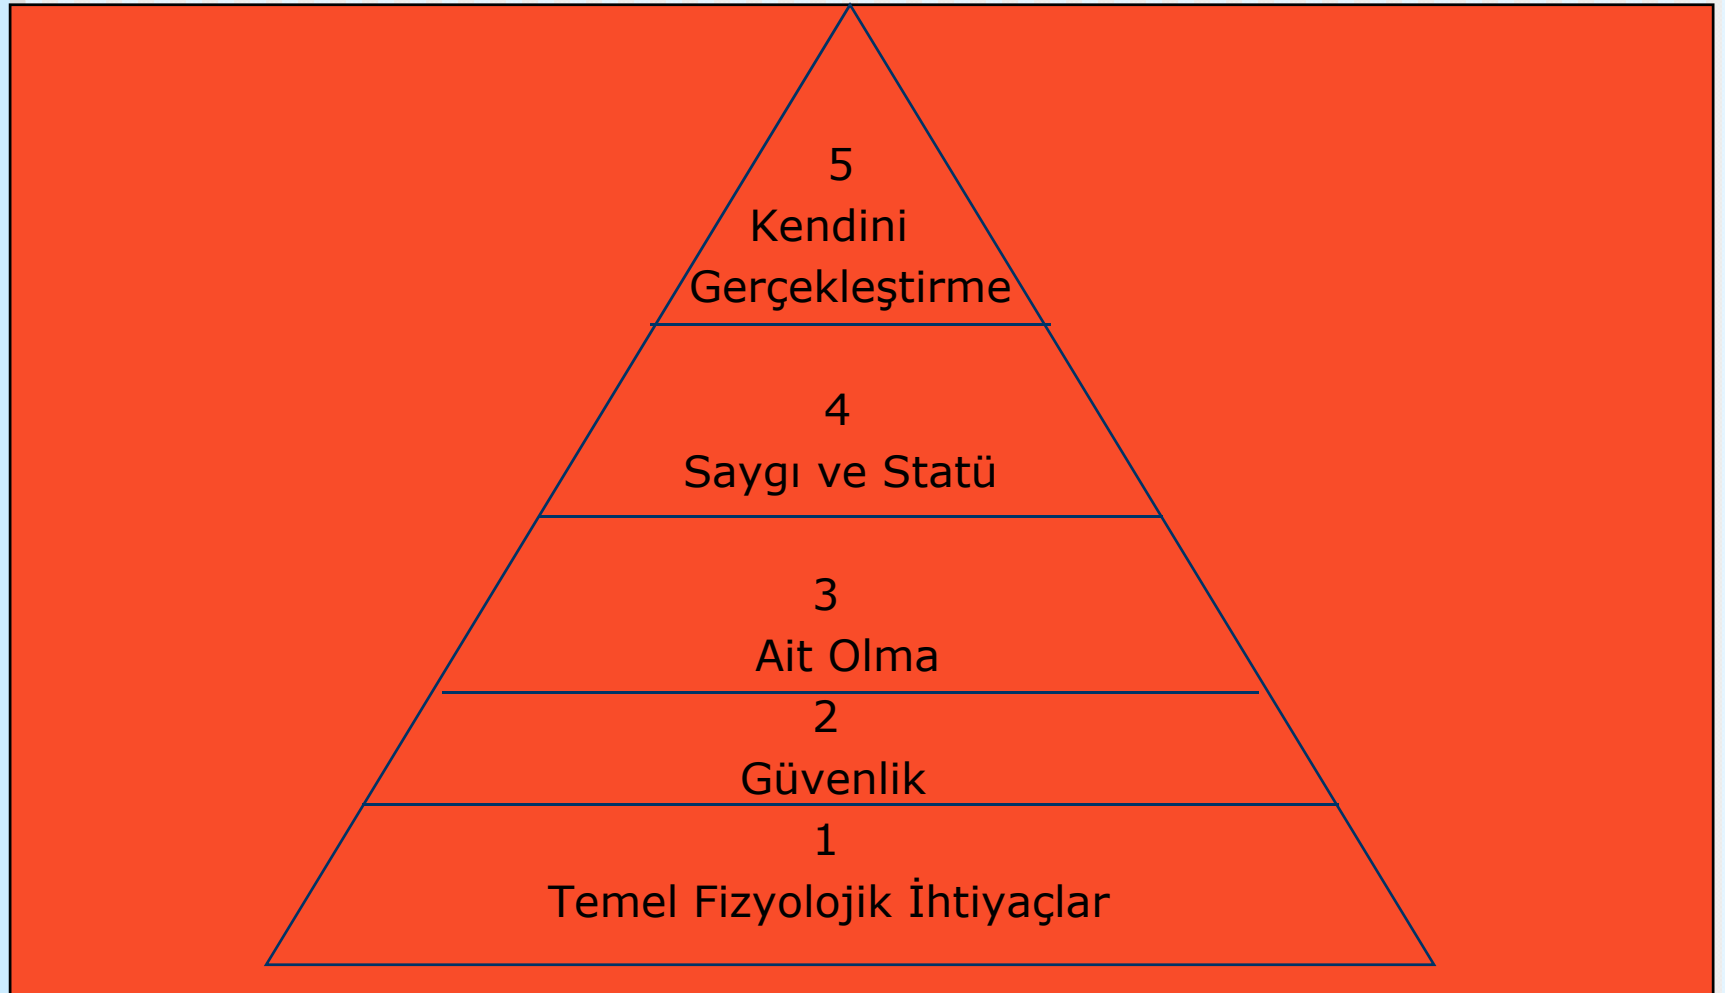 5
Kendini
Gerçekleştirme
4
Saygı ve Statü
3
Ait Olma
2
Güvenlik
1
Temel Fizyolojik İhtiyaçlar